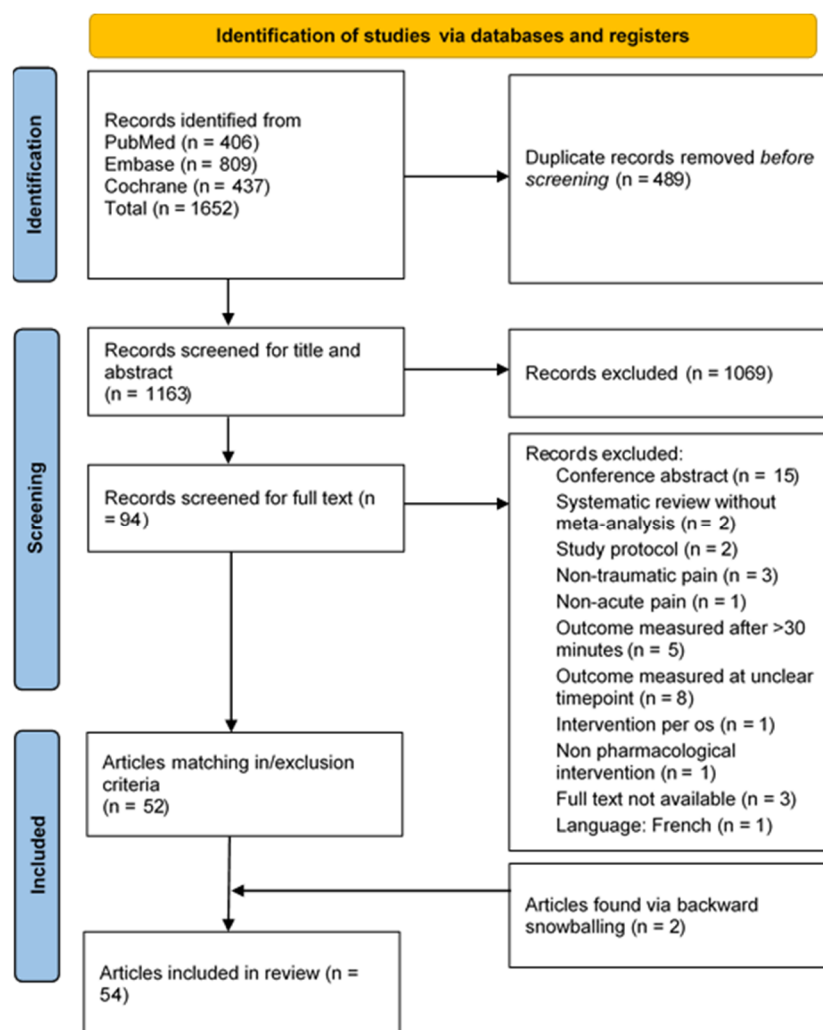 Identification of studies via databases and registers
Identification
Records identified from
PubMed (n = 406)
Embase (n = 809)
Cochrane (n = 437)
Total (n = 1652)
Duplicate records removed before
screening (n = 489)
Screening
Records screened for title and
abstract
(n = 1163)
Records excluded (n = 1069)
Records screened for full text (n
= 94)
Records excluded:
Conference abstract (n = 15)
Systematic review without
meta-analysis (n = 2)
Study protocol (n = 2)
Non-traumatic pain (n = 3)
Non-acute pain (n = 1)
Outcome measured after >30
minutes (n = 5)
Outcome measured at unclear
timepoint (n = 8)
Intervention per os (n = 1)
Non pharmacological
intervention (n = 1)
Full text not available (n = 3)
Language: French (n = 1)
Included
Articles matching in/exclusion
criteria
(n = 52)
Articles found via backward
snowballing (n = 2)
Articles included in review (n =
54)